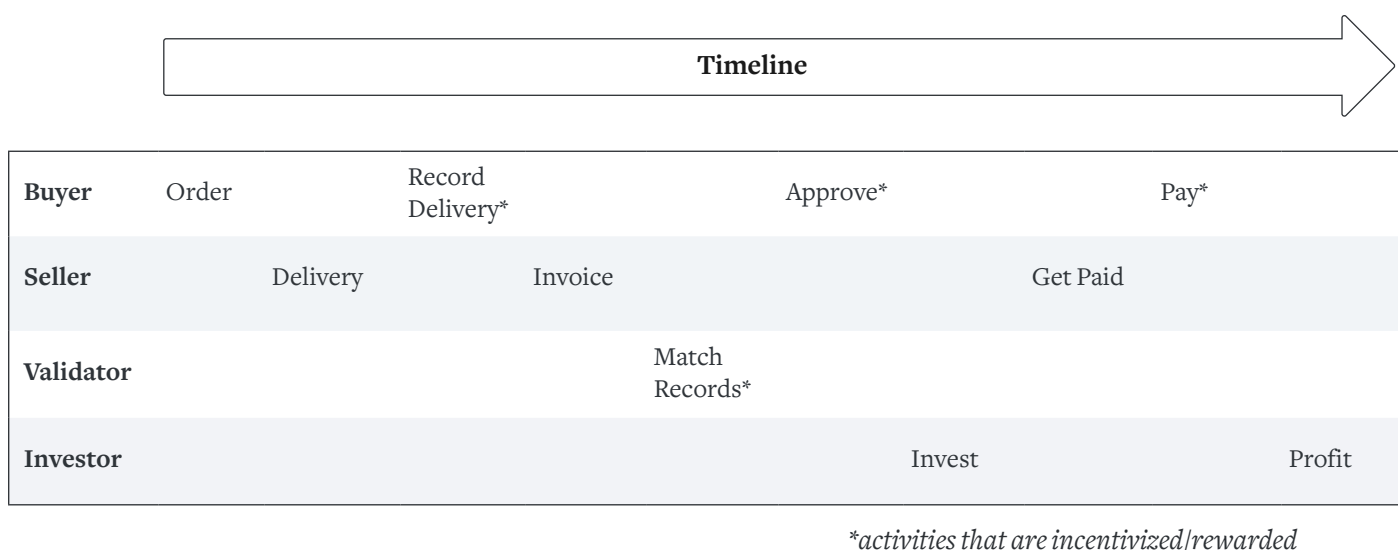 Timeline
Buyer Order Record Delivery* Approve* Pay*
Seller Delivery Invoice Get Paid
Validator Match Records*
Investor Invest Profit
*activities that are incentivized/rewarded